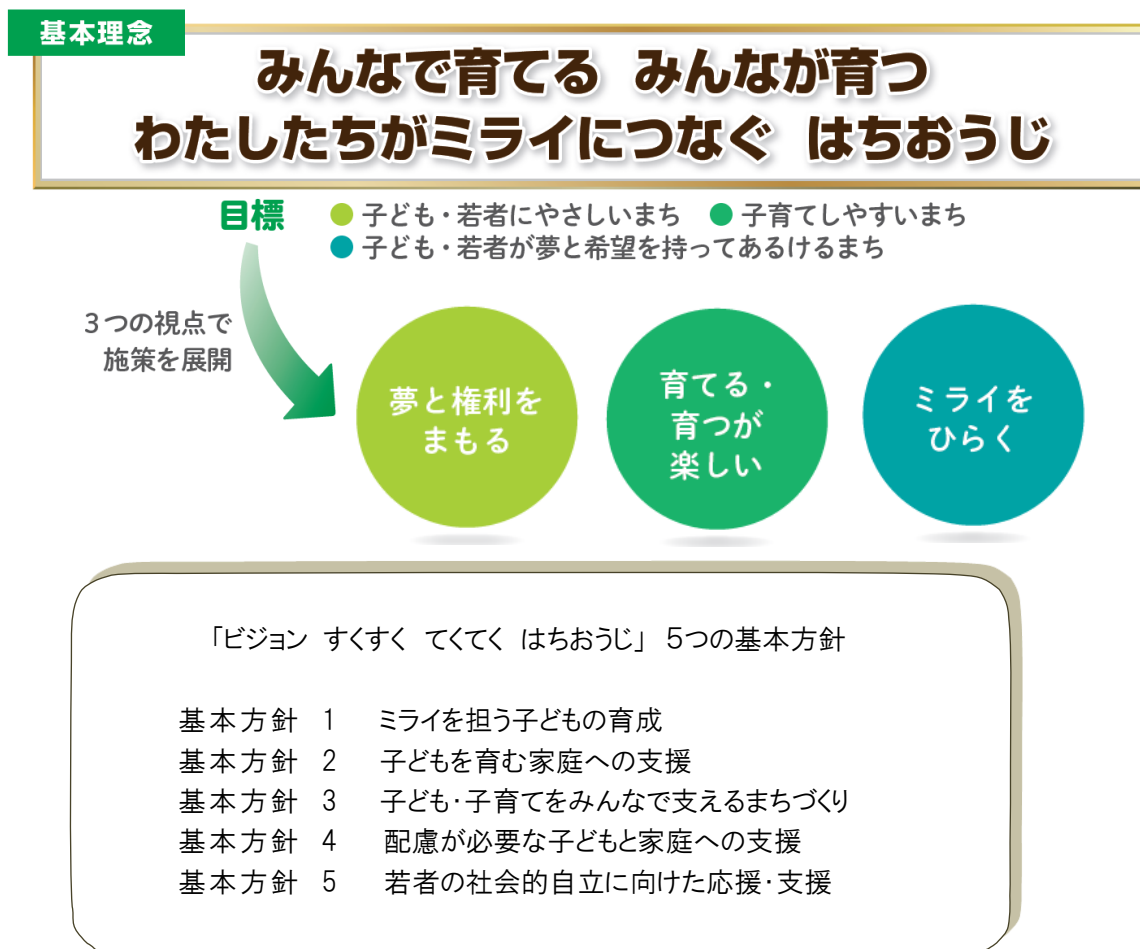 基本理念
みんなで育てる みんなが育つ
わたしたちがミライにつなぐ はちおうじ
目標
● 子ども・若者にやさしいまち ● 子育てしやすいまち
● 子ども・若者が夢と希望を持ってあるけるまち
3つの視点で
施策を展開
夢と権利を
まもる
育てる・
育つが
楽しい
ミライを
ひらく
「ビジョン すくすく てくてく はちおうじ」 5つの基本方針
基本方針 1 ミライを担う子どもの育成
基本方針 2 子どもを育む家庭への支援
基本方針 3 子ども・子育てをみんなで支えるまちづくり
基本方針 4 配慮が必要な子どもと家庭への支援
基本方針 5 若者の社会的自立に向けた応援・支援